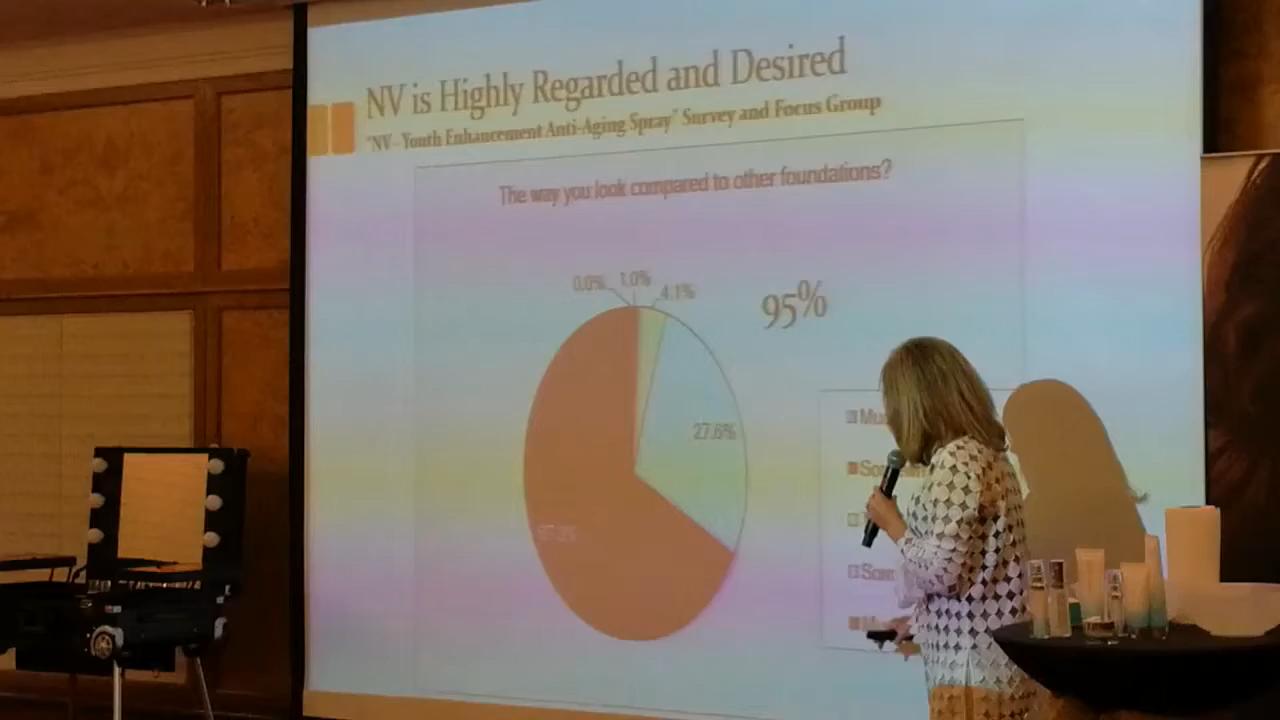 NV is Highly Regarded and Desired
"NV - Youth Enhancement Anti-Aging Spray" Survey and Focus Group
The way you look compared to other foundations?
0.0% 1.0% 4.1%
95%
27.6%